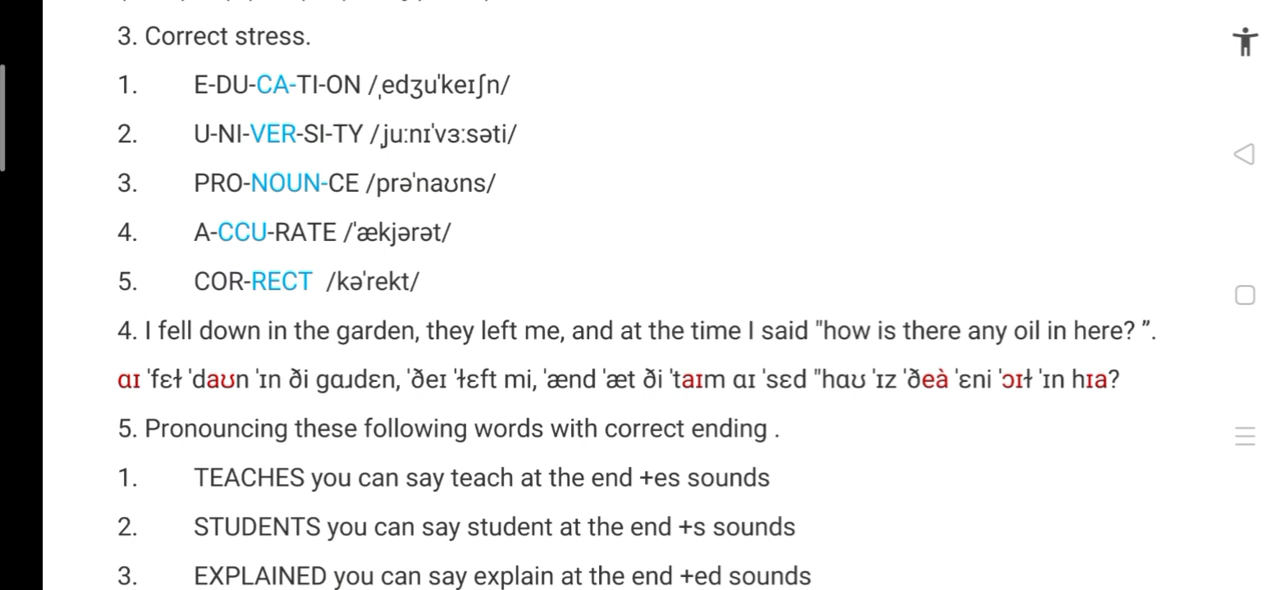 3. Correct stress.
1. E-DU-CA-TI-ON /ˌedʒuˈkeɪʃn/
2. U-NI-VER-SI-TY /ˌjuːnɪˈvɜːsəti/
3. PRO-NOUN-CE /prəˈnaʊns/
4. A-CCU-RATE /ˈækjərət/
5. COR-RECT /kəˈrekt/
4. I fell down in the garden, they left me, and at the time I said "how is there any oil in here? ”.
ɑɪ ˈfɛɫ ˈdaʊn ˈɪn ði gɑɹdɛn, ˈðeɪ ˈɫɛft mi, ˈænd ˈæt ði ˈtaɪm ɑɪ ˈsɛd "hɑʊ ˈɪz ˈðeà ˈɛni ˈɔɪɫ ˈɪn hɪa?
5. Pronouncing these following words with correct ending .
1. TEACHES you can say teach at the end +es sounds
2. STUDENTS you can say student at the end +s sounds
3. EXPLAINED you can say explain at the end +ed sounds